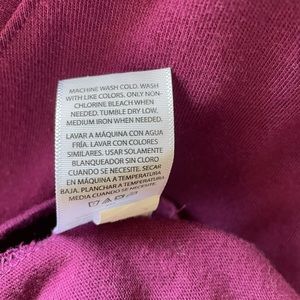 MACHINE WASH COLD. WASH
WITH LIKE COLORS. ONLY NON-
CHLORINE BLEACH WHEN
NEEDED. TUMBLE DRY LOW.
MEDIUM IRON WHEN NEEDED.
LAVAR A MÁQUINA CON AGUA
FRÍA. LAVAR CON COLORES
SIMILARES. USAR SOLAMENTE
BLANQUEADOR SIN CLORO
CUANDO SE NECESITE. SECAR
EN MÁQUINA A TEMPERATURA
BAJA. PLANCHAR A TEMPERATURA
MEDIA CUANDO SE NECESITE.